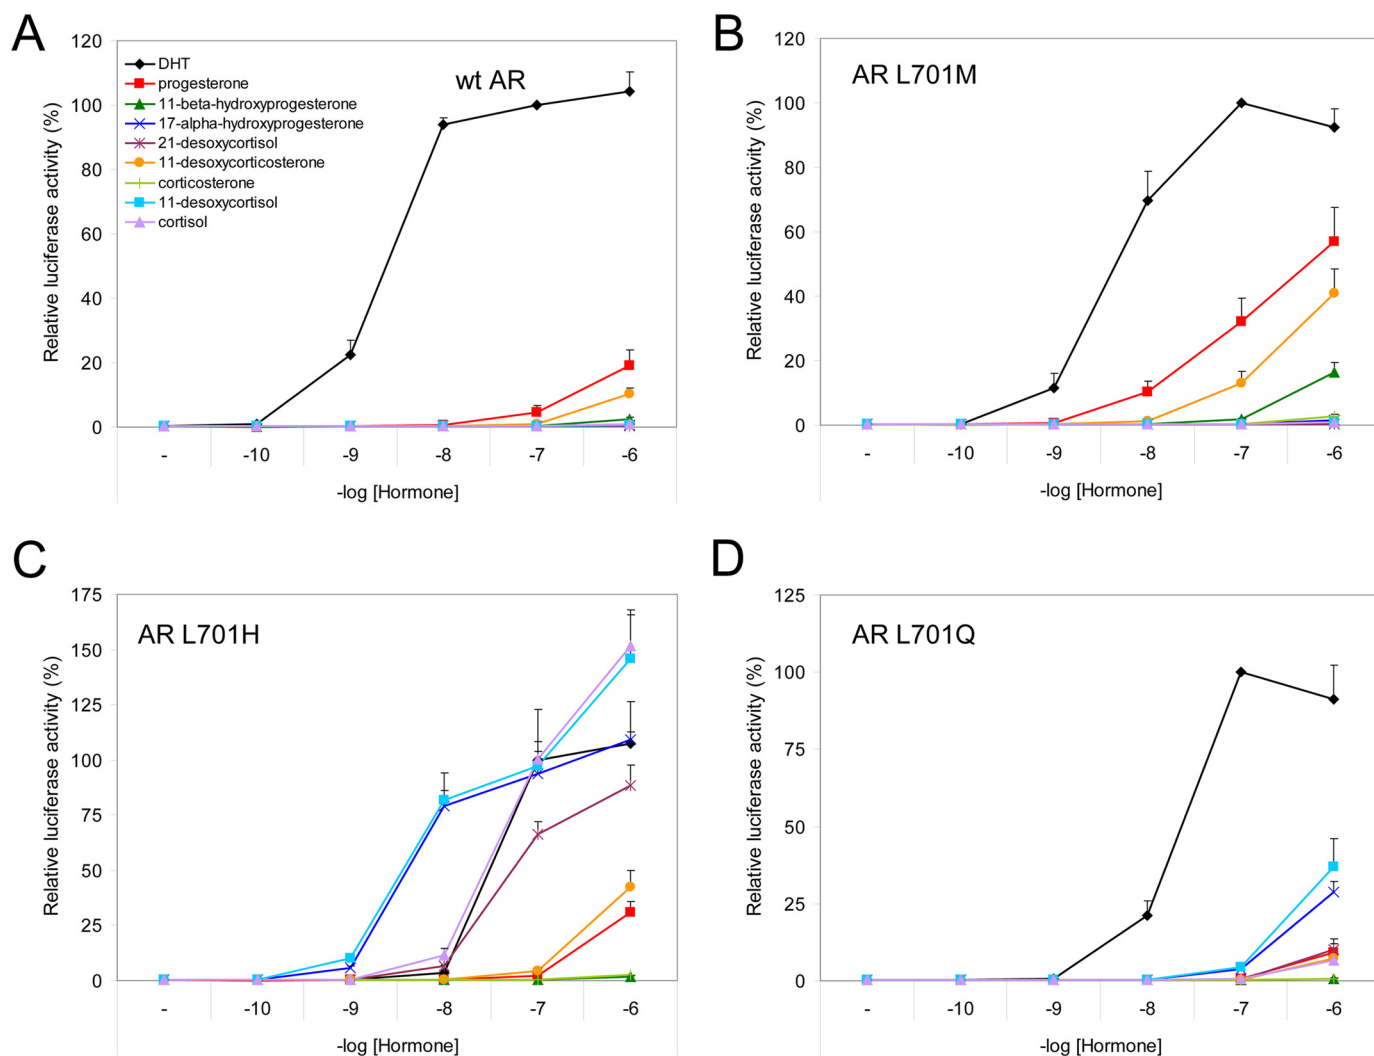 A
Relative luciferase activity (%)
120
100
80
60
40
20
0
DHT
progesterone
11-beta-hydroxyprogesterone
17-alpha-hydroxyprogesterone
21-desoxycortisol
11-desoxycorticosterone
corticosterone
11-desoxycortisol
cortisol
wt AR
- -10 -9 -8 -7 -6
-log [Hormone]
B
Relative luciferase activity (%)
120
100
80
60
40
20
0
AR L701M
- -10 -9 -8 -7 -6
-log [Hormone]
C
Relative luciferase activity (%)
175
150
125
100
75
50
25
0
AR L701H
- -10 -9 -8 -7 -6
-log [Hormone]
D
Relative luciferase activity (%)
125
100
75
50
25
0
AR L701Q
- -10 -9 -8 -7 -6
-log [Hormone]